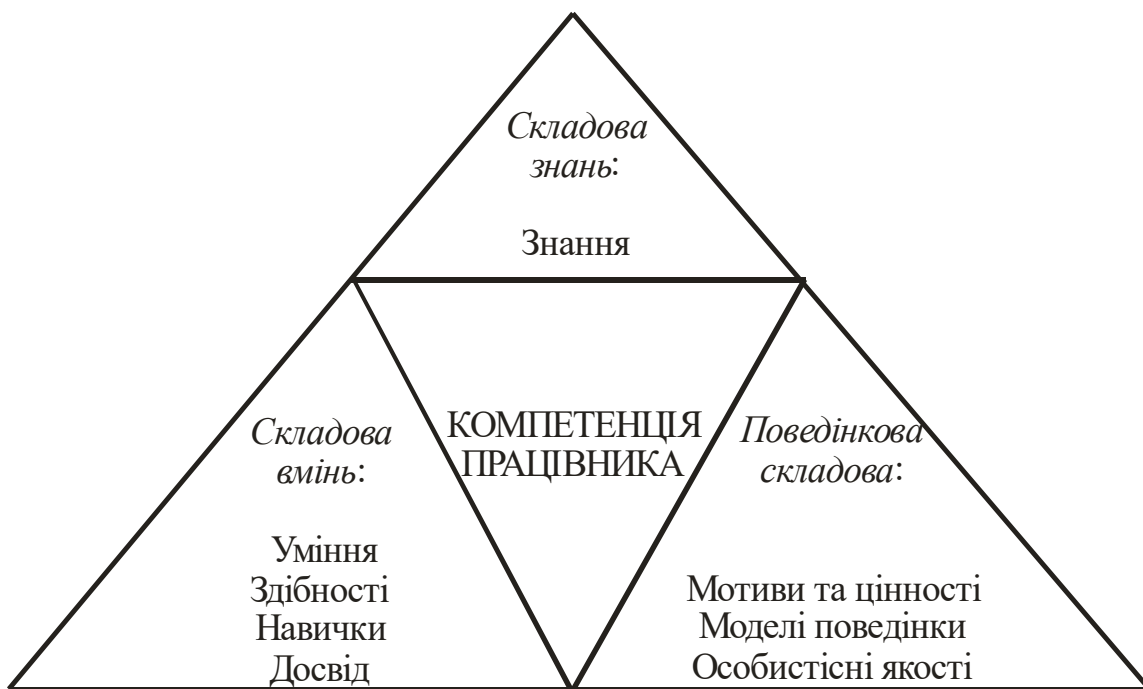 Складова
знань:
Знання
Складова
вмінь:
Уміння
Здібності
Навички
Досвід
КОМПЕТЕНЦІЯ
ПРАЦІВНИКА
Поведінкова
складова:
Мотиви та цінності
Моделі поведінки
Особистісні якості